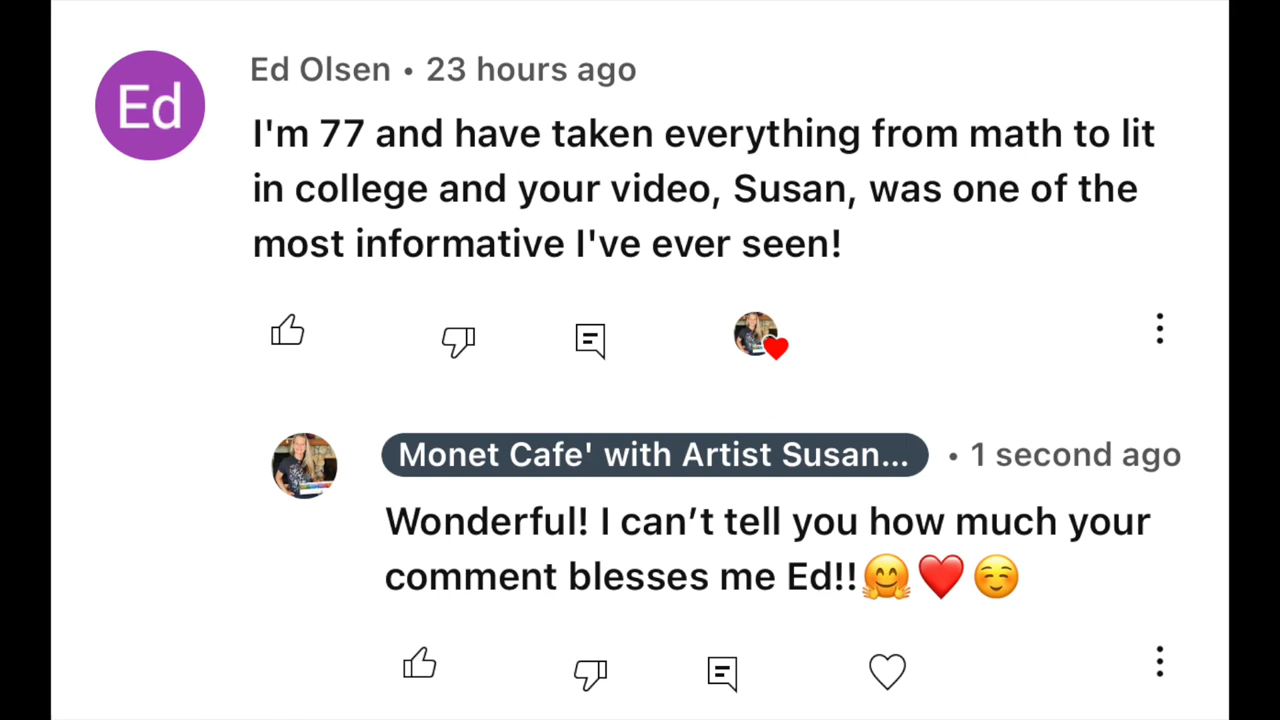 Ed
Ed Olsen • 23 hours ago
I'm 77 and have taken everything from math to lit
in college and your video, Susan, was one of the
most informative I've ever seen!
Monet Cafe' with Artist Susan... • 1 second ago
Wonderful! I can’t tell you how much your
comment blesses me Ed!!🤗❤️☺️